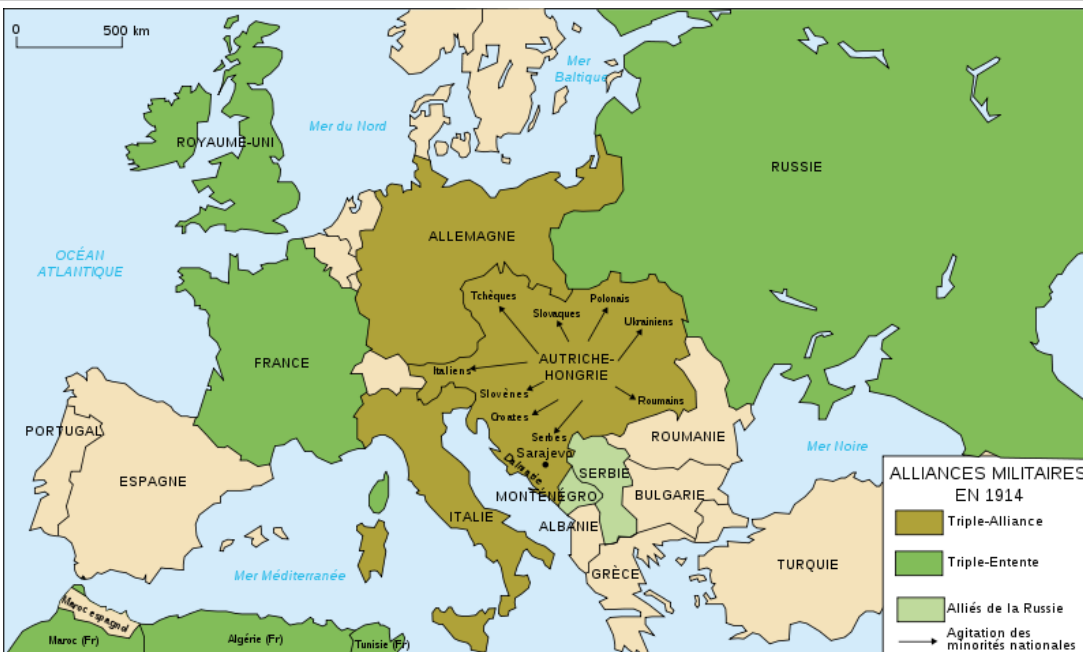 0
500 km
Mer
Baltique
Mer du Nord
ROYAUME-UNI
RUSSIE
OCÉAN
ATLANTIQUE
ALLEMAGNE
Tchèques
Polonais
Slovaques
Ukrainiens
FRANCE
AUTRICHE-
HONGRIE
Italiens
Slovènes
Roumains
Croates
PORTUGAL
Serbes
ROUMANIE
Mer Noire
Sarajevo
Dalmatie
SERBIE
ESPAGNE
MONTENEGRO
BULGARIE
ITALIE
ALBANIE
TURQUIE
GRÈCE
Mer Méditerranée
Maroc espagnol
Maroc (Fr)
Algérie (Fr)
Tunisie (Fr)
ALLIANCES MILITAIRES
EN 1914
Triple-Alliance
Triple-Entente
Alliés de la Russie
Agitation des
minorités nationales